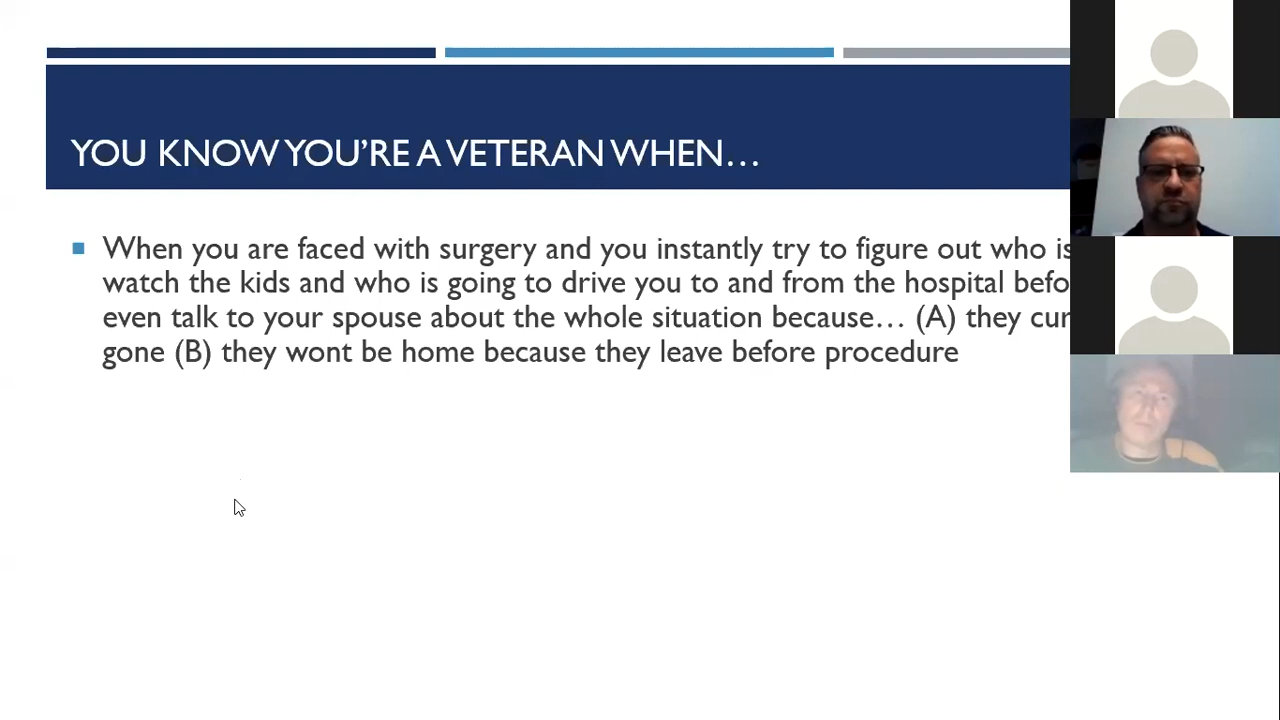 YOU KNOW YOU'RE A VETERAN WHEN…
When you are faced with surgery and you instantly try to figure out who is
watch the kids and who is going to drive you to and from the hospital befo
even talk to your spouse about the whole situation because… (A) they cur
gone (B) they wont be home because they leave before procedure